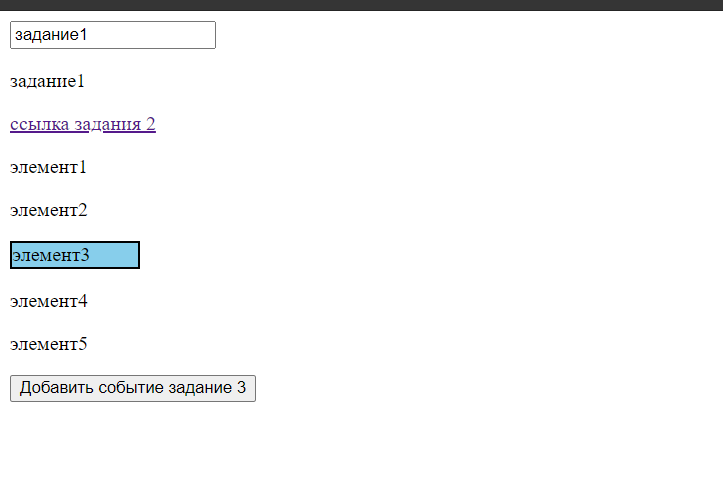 задание1
задание1
ссылка задания 2
элемент1
элемент2
элемент3
элемент4
элемент5
Добавить событие задание 3